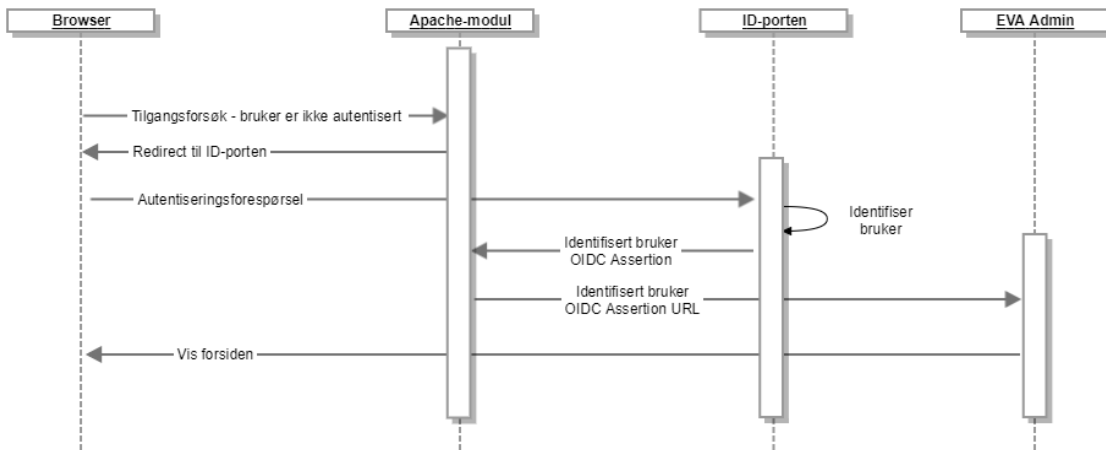 Browser
Apache-modul
ID-porten
EVA Admin
Tilgangsforsøk - bruker er ikke autentisert
Redirect til ID-porten
Autentiseringsforespørsel
Identifiser
bruker
Identifisert bruker
OIDC Assertion
Identifisert bruker
OIDC Assertion URL
Vis forsiden